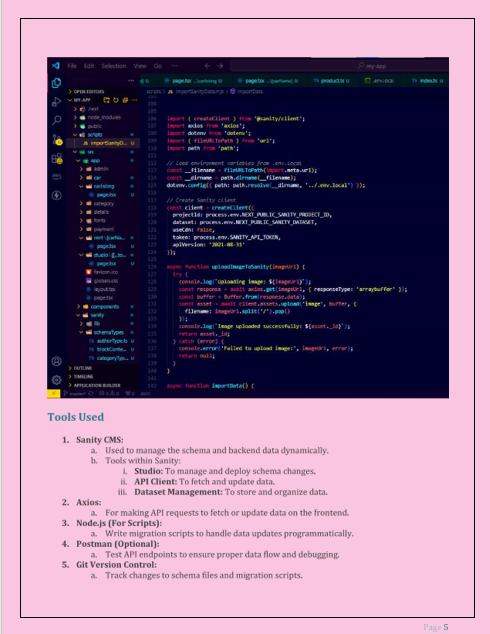 File Edit Selection View Go ···
my-app
OPEN EDITORS
MY-APP
.next
node_modules
public
scripts
importSanityD... U
src
app
admin
car
carlisting
page.tsx U
category
details
fonts
payment
page.tsx U
page.tsx U
favicon.ico
globals.css
layout.tsx
page.tsx
components
sanity
lib
schemaTypes
authorType.ts U
blockConte... U
categoryTyp... U
OUTLINE
TIMELINE
APPLICATION BUILDER
page.tsx ...\carlisting U
page.tsx
products.ts U
.env.local
index.ts U
scripts > JS importSanityData.mjs > importData
import { createClient } from '@sanity/client';
import axios from 'axios';
import dotenv from 'dotenv';
import { fileURLToPath } from 'url';
import path from 'path';
// Load environment variables from .env.local
const __filename = fileURLToPath(import.meta.url);
const __dirname = path.dirname(__filename);
dotenv.config({ path: path.resolve(__dirname, '../.env.local') });
// Create Sanity client
const client = createClient({
projectId: process.env.NEXT_PUBLIC_SANITY_PROJECT_ID,
dataset: process.env.NEXT_PUBLIC_SANITY_DATASET,
useCdn: false,
token: process.env.SANITY_API_TOKEN,
apiVersion: '2021-08-31'
});
async function uploadImageToSanity(imageUrl) {
try {
console.log(`Uploading image: ${imageUrl}`);
const response = await axios.get(imageUrl, { responseType: 'arraybuffer' });
const buffer = Buffer.from(response.data);
const asset = await client.assets.upload('image', buffer, {
filename: imageUrl.split('/').pop()
});
console.log(`Image uploaded successfully: ${asset._id}`);
return asset._id;
} catch (error) {
console.error('Failed to upload image:', imageUrl, error);
return null;
}
}
async function importData() {
Tools Used
1. Sanity CMS:
a. Used to manage the schema and backend data dynamically.
b. Tools within Sanity:
i. Studio: To manage and deploy schema changes.
ii. API Client: To fetch and update data.
iii. Dataset Management: To store and organize data.
2. Axios:
a. For making API requests to fetch or update data on the frontend.
3. Node.js (For Scripts):
a. Write migration scripts to handle data updates programmatically.
4. Postman (Optional):
a. Test API endpoints to ensure proper data flow and debugging.
5. Git Version Control:
a. Track changes to schema files and migration scripts.
Page 5